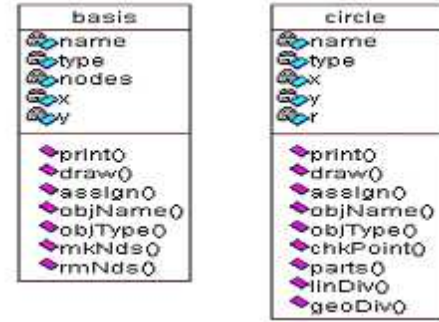 basis
name
type
nodes
x
y
print()
draw()
assign()
objName()
objType()
mkNds()
rmNds()
circle
name
type
x
y
r
print()
draw()
assign()
objName()
objType()
chkPoint()
parts()
linDiv()
geoDiv()